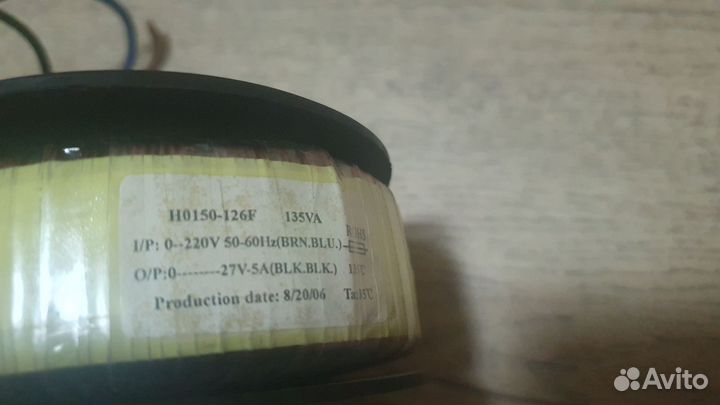 H0150-126F 135VA
I/P: 0--220V 50-60Hz(BRN.BLU.)
O/P:0--------27V-5A(BLK.BLK.)
Production date: 8/20/06
Avito